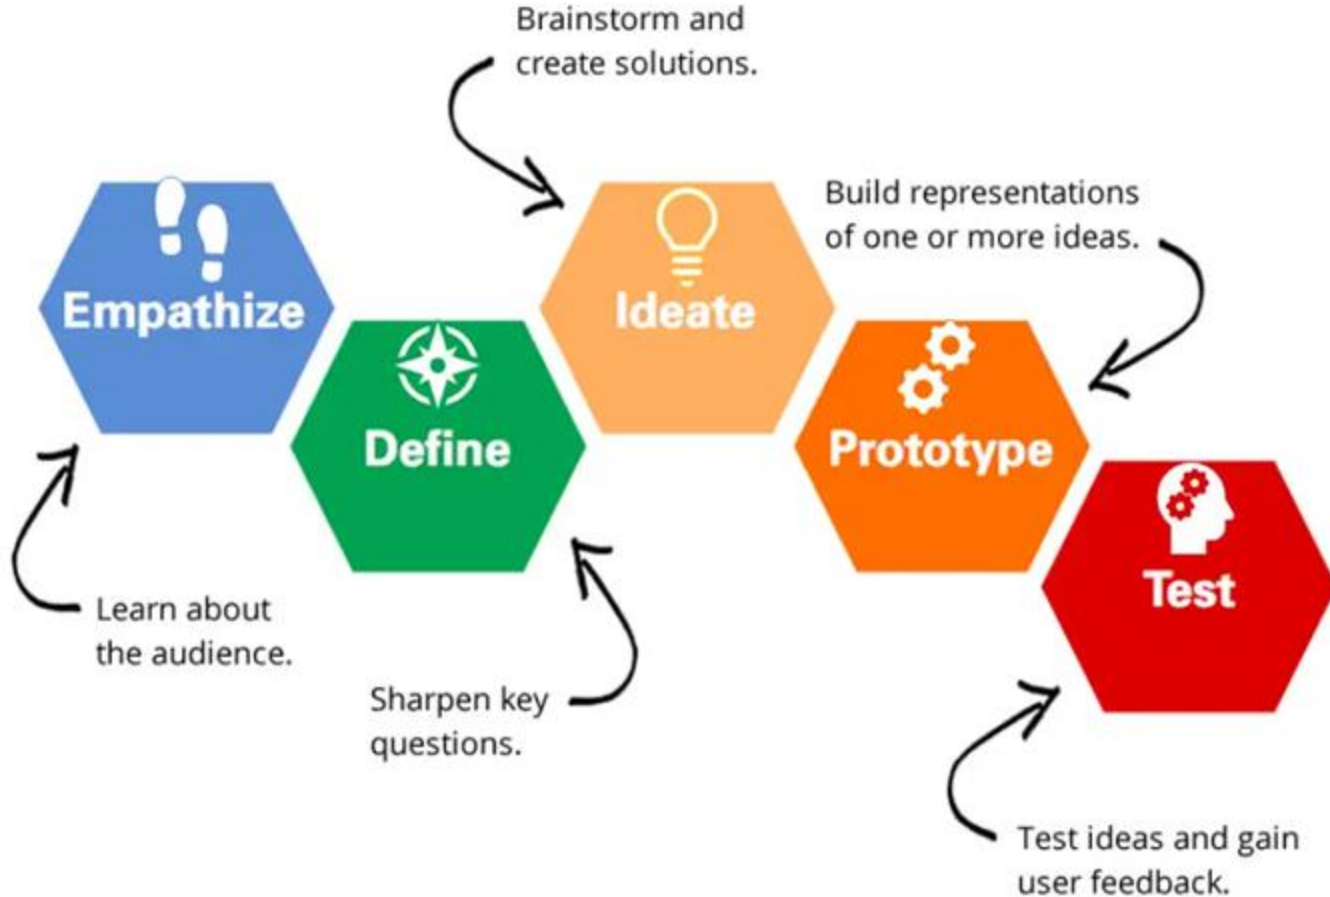 Brainstorm and
create solutions.
Build representations
of one or more ideas.
Empathize
Ideate
Define
Prototype
Test
Learn about
the audience.
Sharpen key
questions.
Test ideas and gain
user feedback.